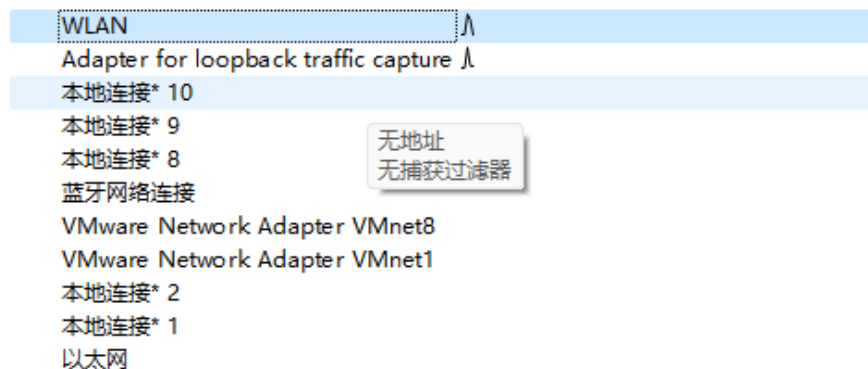 WLAN
Adapter for loopback traffic capture
本地连接* 10
本地连接* 9
无地址
本地连接* 8
无捕获过滤器
蓝牙网络连接
VMware Network Adapter VMnet8
VMware Network Adapter VMnet1
本地连接* 2
本地连接* 1
以太网